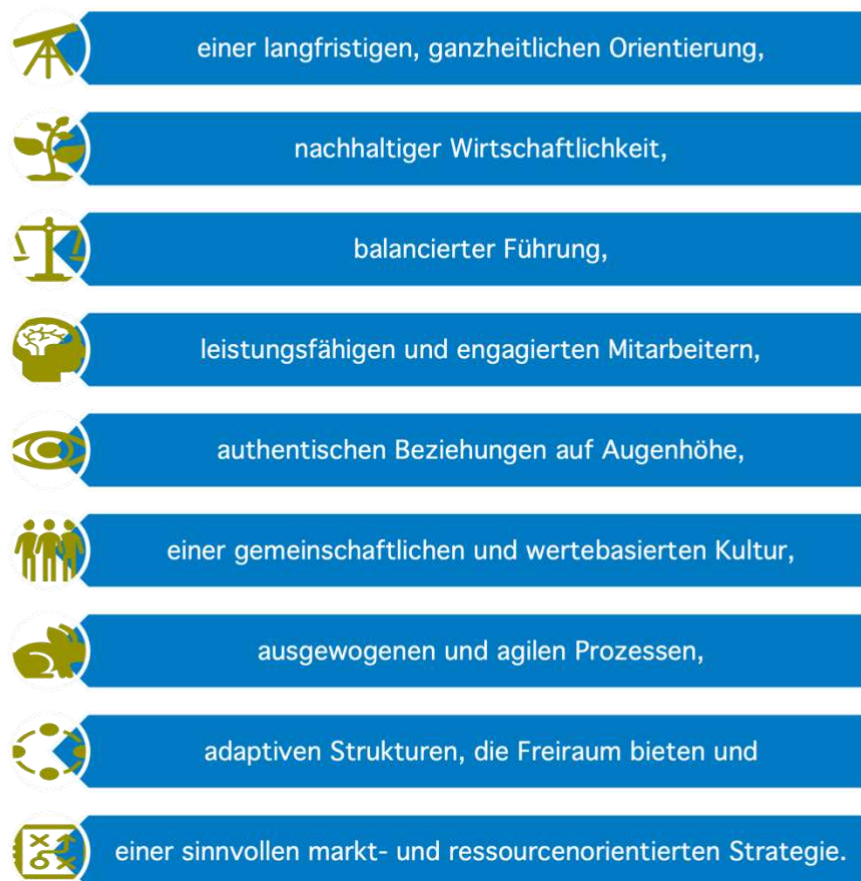 einer langfristigen, ganzheitlichen Orientierung,
nachhaltiger Wirtschaftlichkeit,
balancierter Führung,
leistungsfähigen und engagierten Mitarbeitern,
authentischen Beziehungen auf Augenhöhe,
einer gemeinschaftlichen und wertebasierten Kultur,
ausgewogenen und agilen Prozessen,
adaptiven Strukturen, die Freiraum bieten und
einer sinnvollen markt- und ressourcenorientierten Strategie.